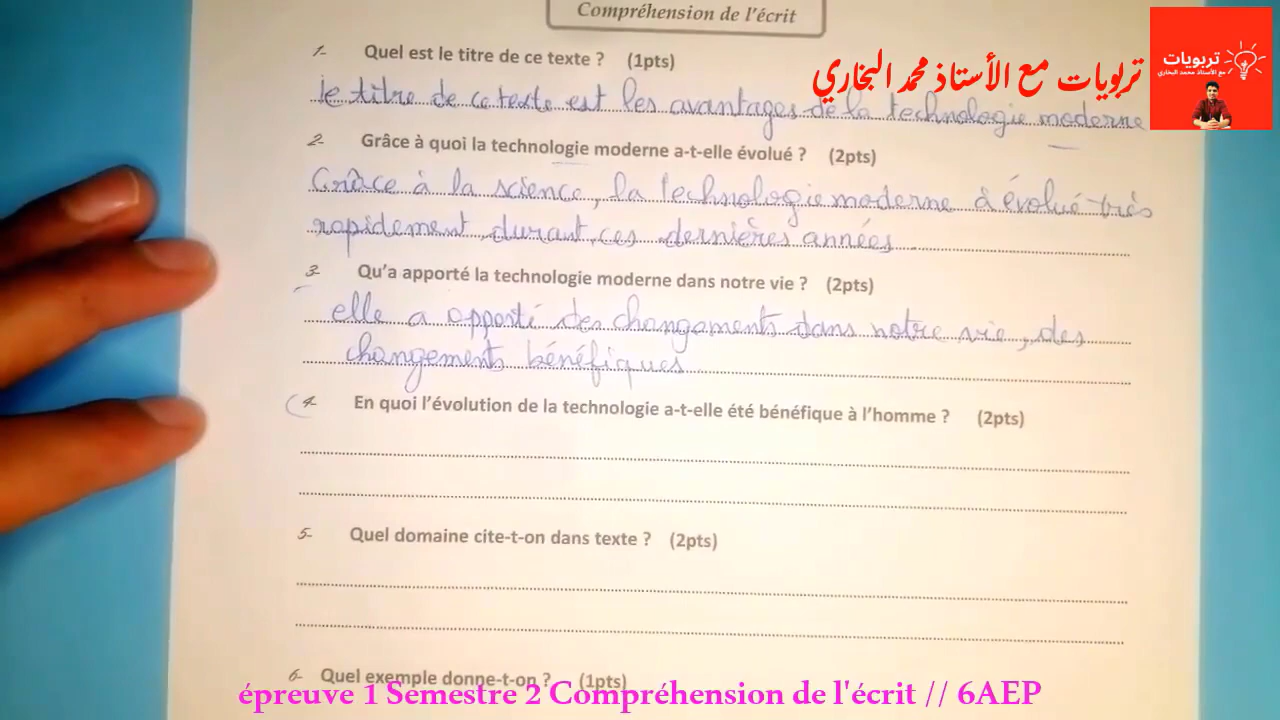 Compréhension de l'écrit
تربويات مع الأستاذ محمد البخاري
تربويات
مع الأستاذ محمد البخاري
1- Quel est le titre de ce texte ? (1pts)
le titre de ce texte est les avantages de la technologie moderne
2- Grâce à quoi la technologie moderne a-t-elle évolué ? (2pts)
Grâce à la science, la technologie moderne à évolué très
rapidement durant ces dernières années
3- Qu'a apporté la technologie moderne dans notre vie ? (2pts)
elle a apporté des changaments dans notre vie, des
changements bénéfiques
4- En quoi l'évolution de la technologie a-t-elle été bénéfique à l'homme ? (2pts)
5- Quel domaine cite-t-on dans texte ? (2pts)
6- Quel exemple donne-t-on ? (1pts)
épreuve 1 Semestre 2 Compréhension de l'écrit // 6AEP